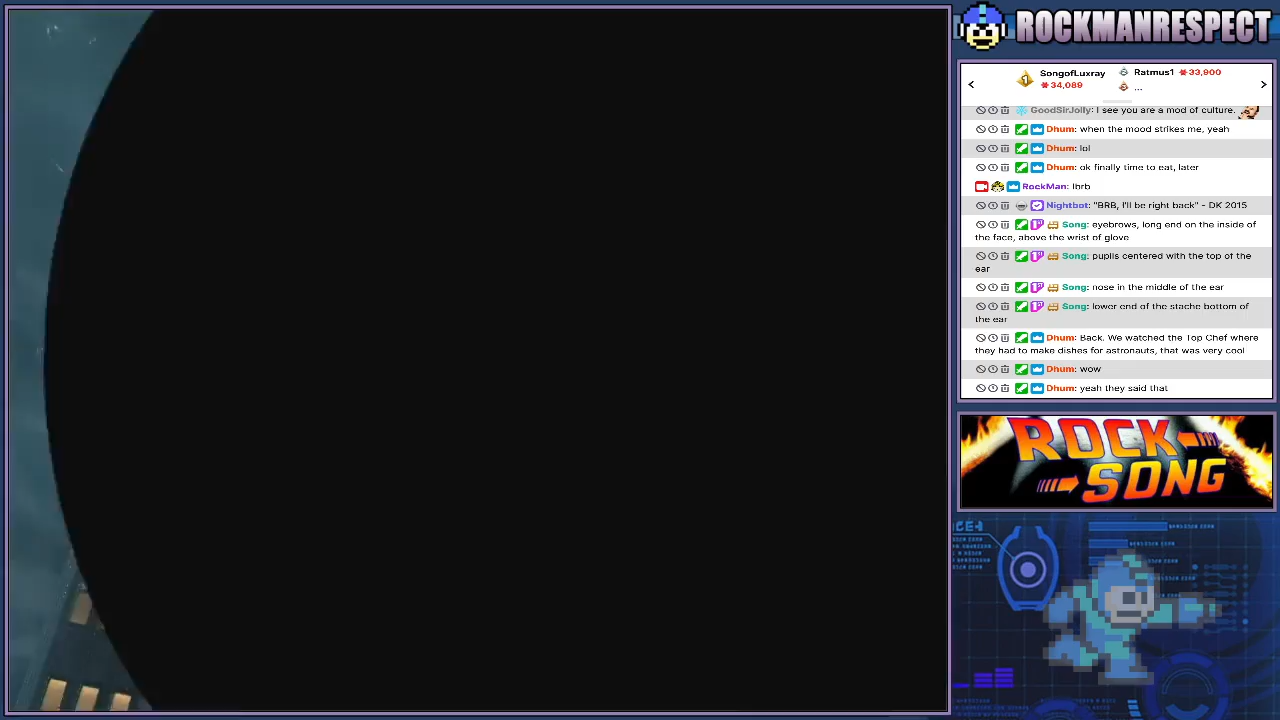 ROCKMANRESPECT
SongofLuxray
34,089
Ratmus1 33,900
...
GoodSirJolly: I see you are a mod of culture.
Dhum: when the mood strikes me, yeah
Dhum: lol
Dhum: ok finally time to eat, later
RockMan: !brb
Nightbot: "BRB, I'll be right back" - DK 2015
Song: eyebrows, long end on the inside of
the face, above the wrist of glove
Song: pupils centered with the top of the
ear
Song: nose in the middle of the ear
Song: lower end of the stache bottom of
the ear
Dhum: Back. We watched the Top Chef where
they had to make dishes for astronauts, that was very cool
Dhum: wow
Dhum: yeah they said that
ROCK
SONG